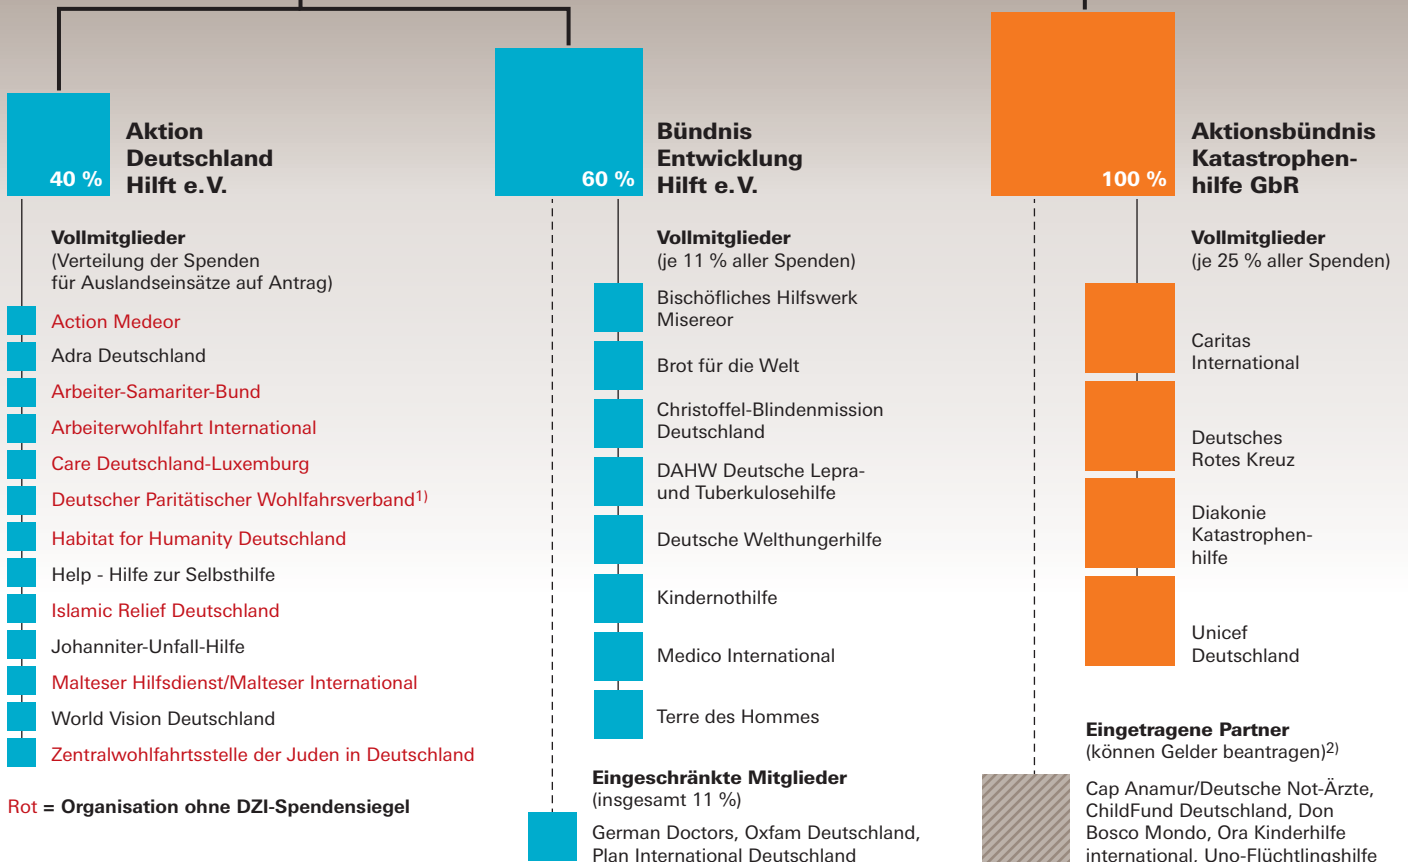 40 %
Aktion
Deutschland
Hilft e.V.
Vollmitglieder
(Verteilung der Spenden
für Auslandseinsätze auf Antrag)
Action Medeor
Adra Deutschland
Arbeiter-Samariter-Bund
Arbeiterwohlfahrt International
Care Deutschland-Luxemburg
Deutscher Paritätischer Wohlfahrsverband1)
Habitat for Humanity Deutschland
Help - Hilfe zur Selbsthilfe
Islamic Relief Deutschland
Johanniter-Unfall-Hilfe
Malteser Hilfsdienst/Malteser International
World Vision Deutschland
Zentralwohlfahrtsstelle der Juden in Deutschland
Rot = Organisation ohne DZI-Spendensiegel
60 %
Bündnis
Entwicklung
Hilft e.V.
Vollmitglieder
(je 11 % aller Spenden)
Bischöfliches Hilfswerk
Misereor
Brot für die Welt
Christoffel-Blindenmission
Deutschland
DAHW Deutsche Lepra-
und Tuberkulosehilfe
Deutsche Welthungerhilfe
Kindernothilfe
Medico International
Terre des Hommes
Eingeschränkte Mitglieder
(insgesamt 11 %)
German Doctors, Oxfam Deutschland,
Plan International Deutschland
100 %
Aktionsbündnis
Katastrophen-
hilfe GbR
Vollmitglieder
(je 25 % aller Spenden)
Caritas
International
Deutsches
Rotes Kreuz
Diakonie
Katastrophen-
hilfe
Unicef
Deutschland
Eingetragene Partner
(können Gelder beantragen)2)
Cap Anamur/Deutsche Not-Ärzte,
ChildFund Deutschland, Don
Bosco Mondo, Ora Kinderhilfe
international, Uno-Flüchtlingshilfe